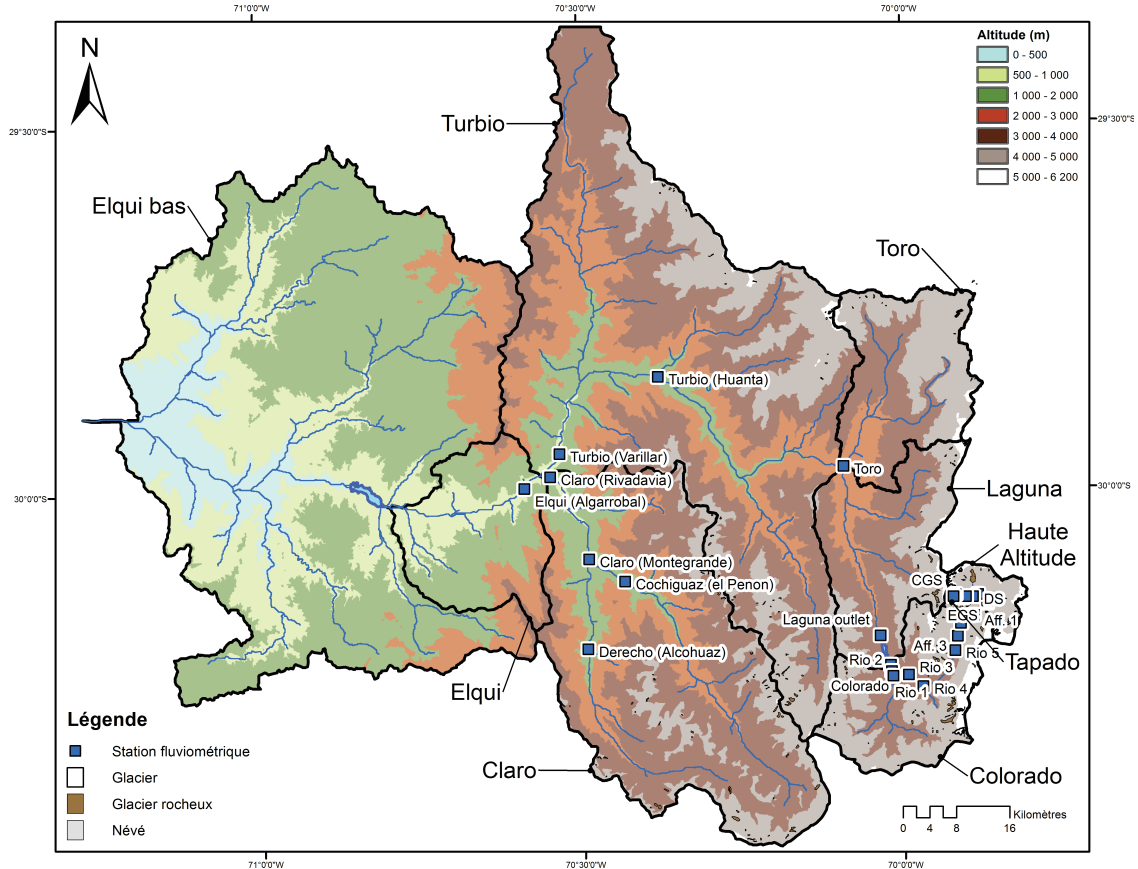 71°0'0"W
70°30'0"W
70°0'0"W
N
Altitude (m)
0 - 500
500 - 1 000
1 000 - 2 000
2 000 - 3 000
3 000 - 4 000
4 000 - 5 000
5 000 - 6 200
Turbio
29°30'0"S
29°30'0"S
Elqui bas
Toro
Turbio (Huanta)
Turbio (Varillar)
Toro
Claro (Rivadavia)
Elqui (Algarrobal)
Laguna
30°0'0"S
30°0'0"S
Haute
Altitude
Claro (Montegrande)
Cochiguaz (el Penon)
CGS
DS
EGS
Aff. 1
Laguna outlet
Aff. 3
Rio 5
Derecho (Alcohuaz)
Tapado
Rio 2
Rio 3
Colorado
Rio 1
Rio 4
Elqui
Légende
Station fluviométrique
Glacier
Glacier rocheux
Névé
Claro
Colorado
Kilomètres
0 4 8 16
71°0'0"W
70°30'0"W
70°0'0"W